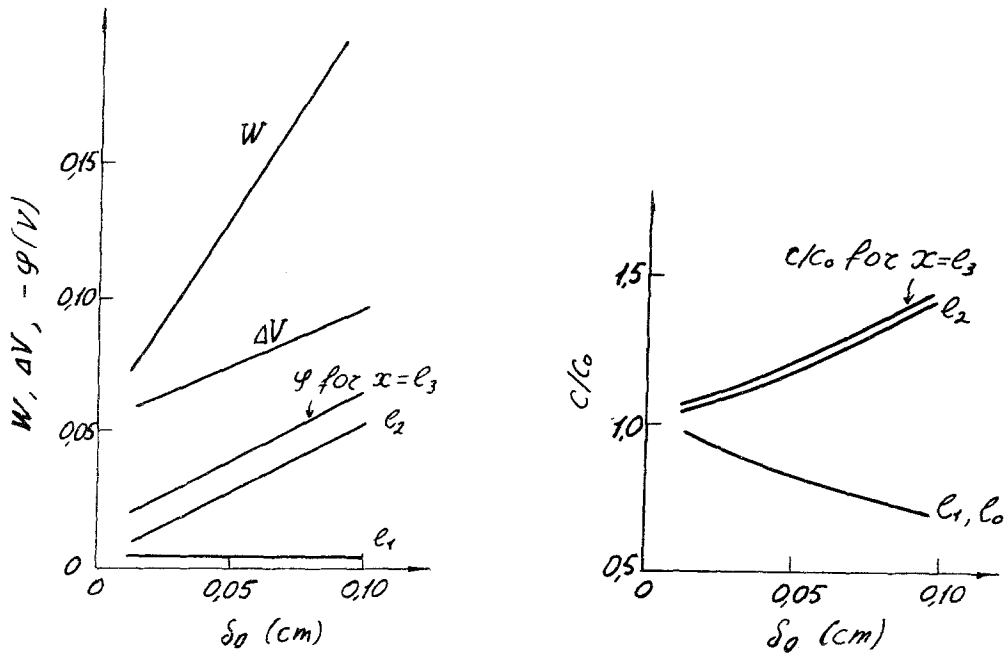 W, ΔV, -φ(V)
0,15
0,10
0,05
0
W
ΔV
φ for x=ℓ₃
ℓ₂
ℓ₁
0
0,05
0,10
δ₀ (cm)
c/c₀
1,5
1,0
0,5
c/c₀ for x=ℓ₃
ℓ₂
ℓ₁, ℓ₀
0
0,05
0,10
δ₀ (cm)